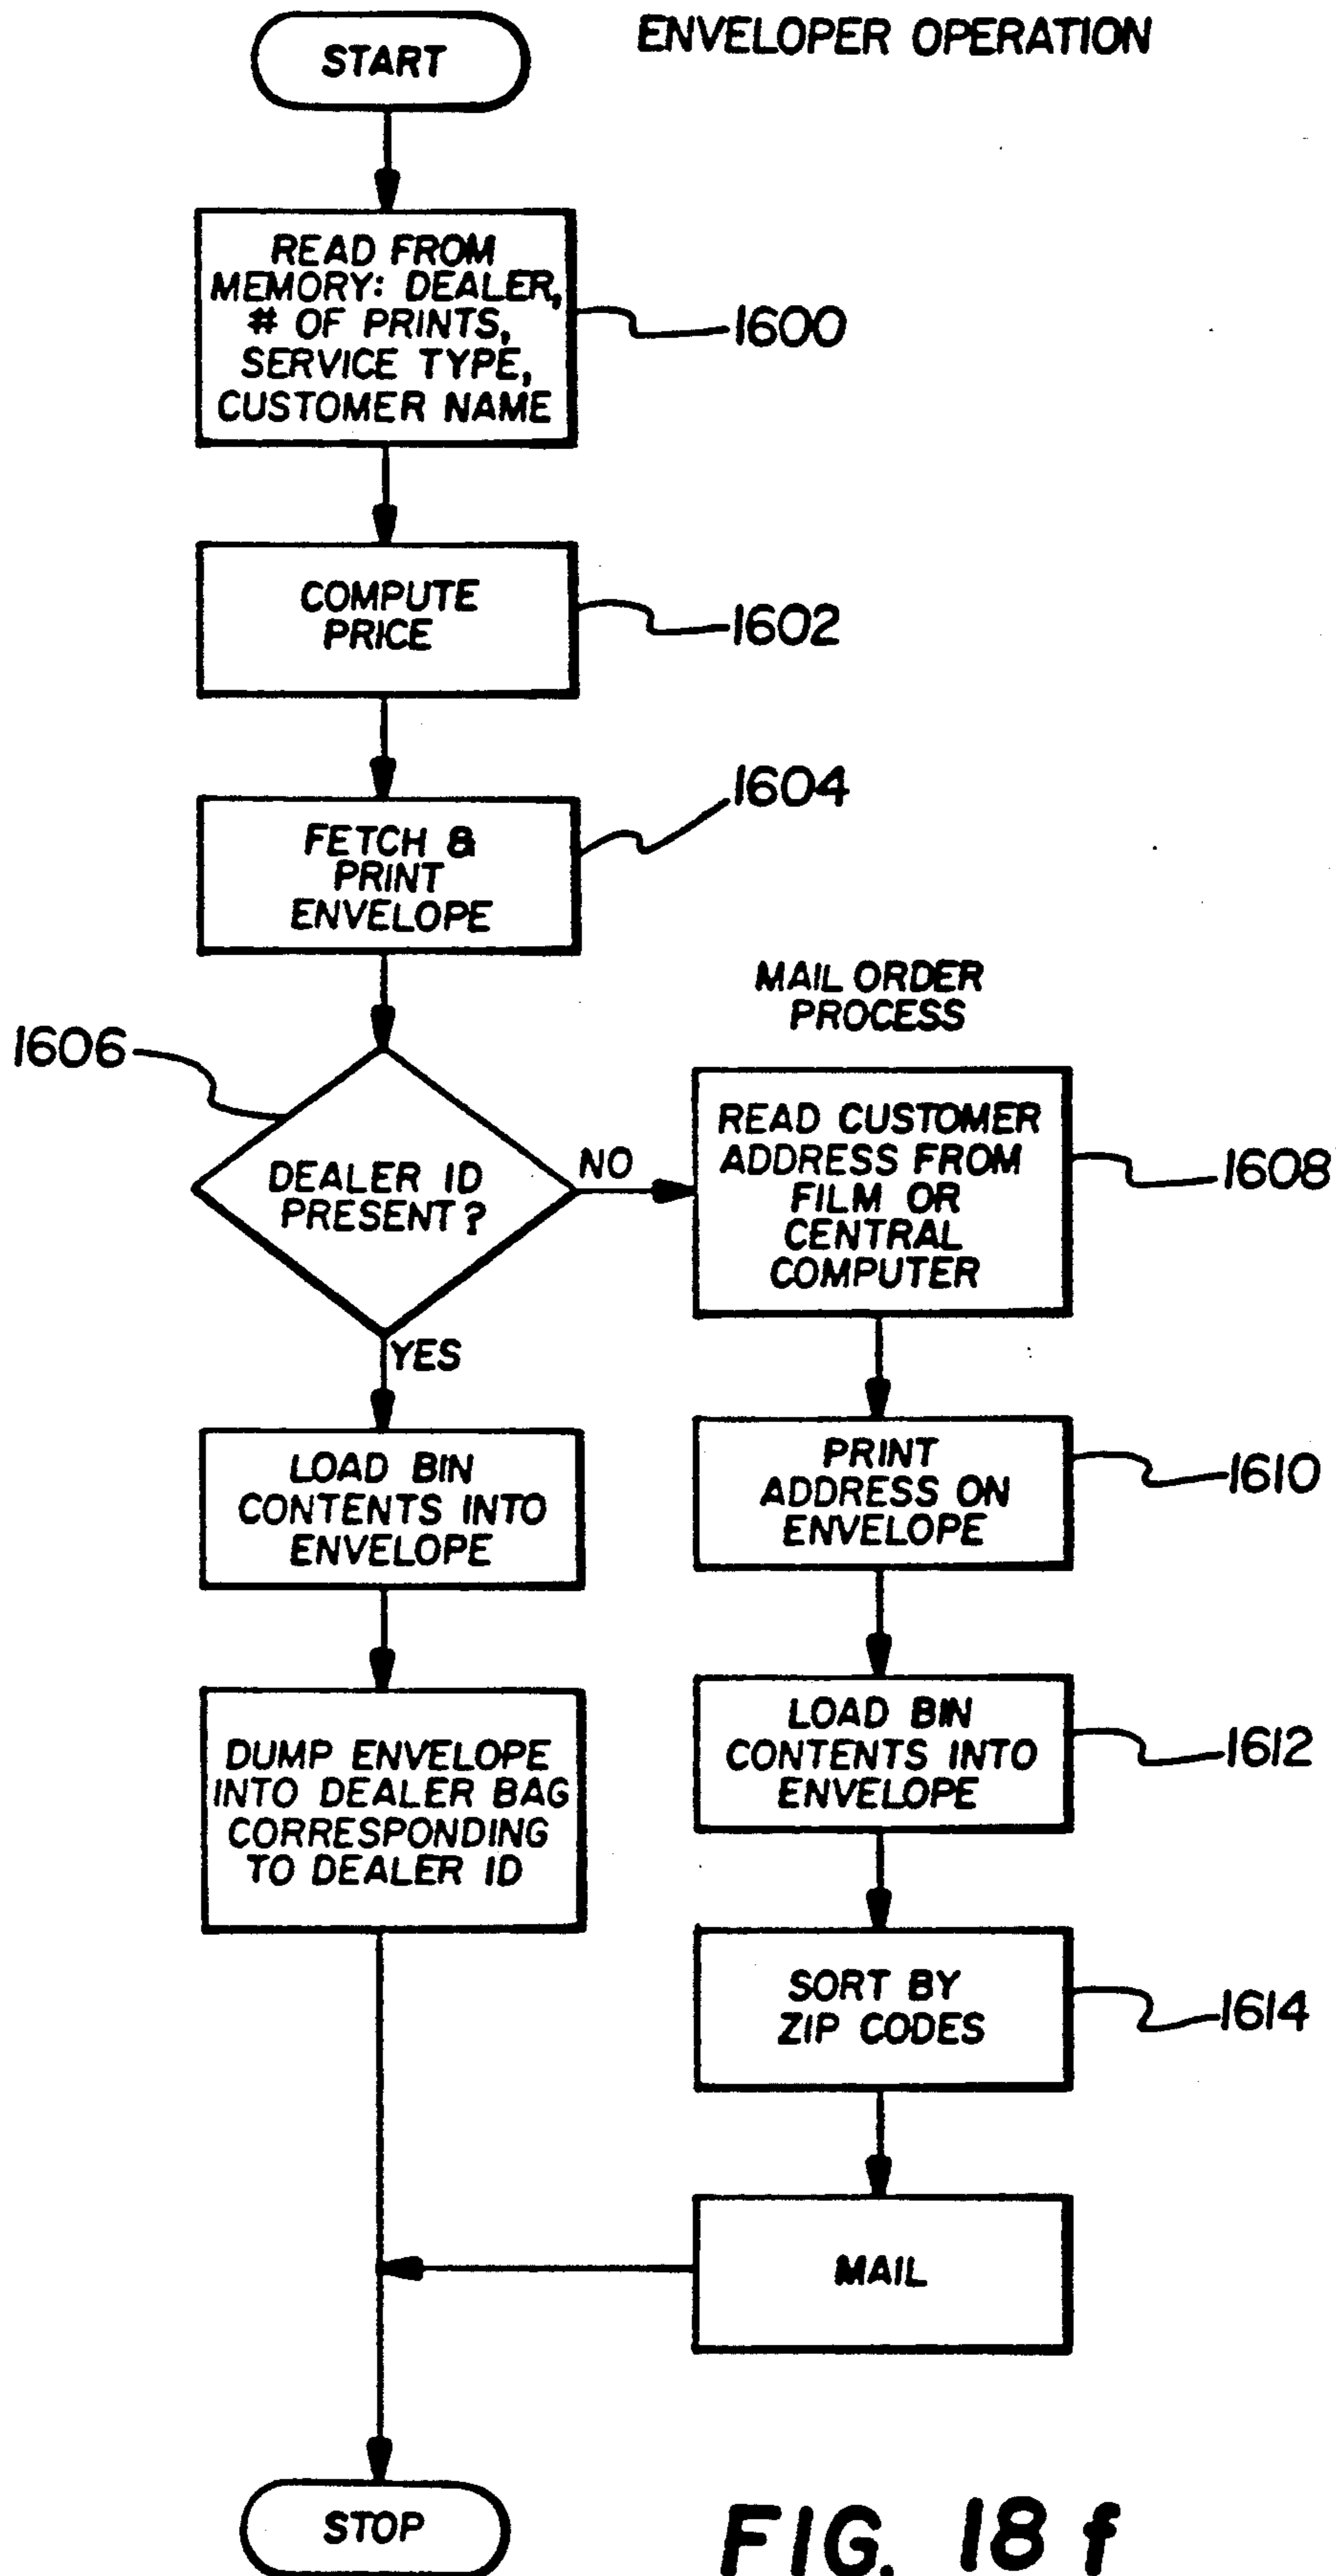 ENVELOPER OPERATION
START
READ FROM
MEMORY: DEALER,
# OF PRINTS,
SERVICE TYPE,
CUSTOMER NAME
1600
COMPUTE
PRICE
1602
FETCH &
PRINT
ENVELOPE
1604
1606
DEALER ID
PRESENT?
NO
YES
MAIL ORDER
PROCESS
READ CUSTOMER
ADDRESS FROM
FILM OR
CENTRAL
COMPUTER
1608
LOAD BIN
CONTENTS INTO
ENVELOPE
PRINT
ADDRESS ON
ENVELOPE
1610
DUMP ENVELOPE
INTO DEALER BAG
CORRESPONDING
TO DEALER ID
LOAD BIN
CONTENTS INTO
ENVELOPE
1612
SORT BY
ZIP CODES
1614
MAIL
STOP
FIG. 18 f